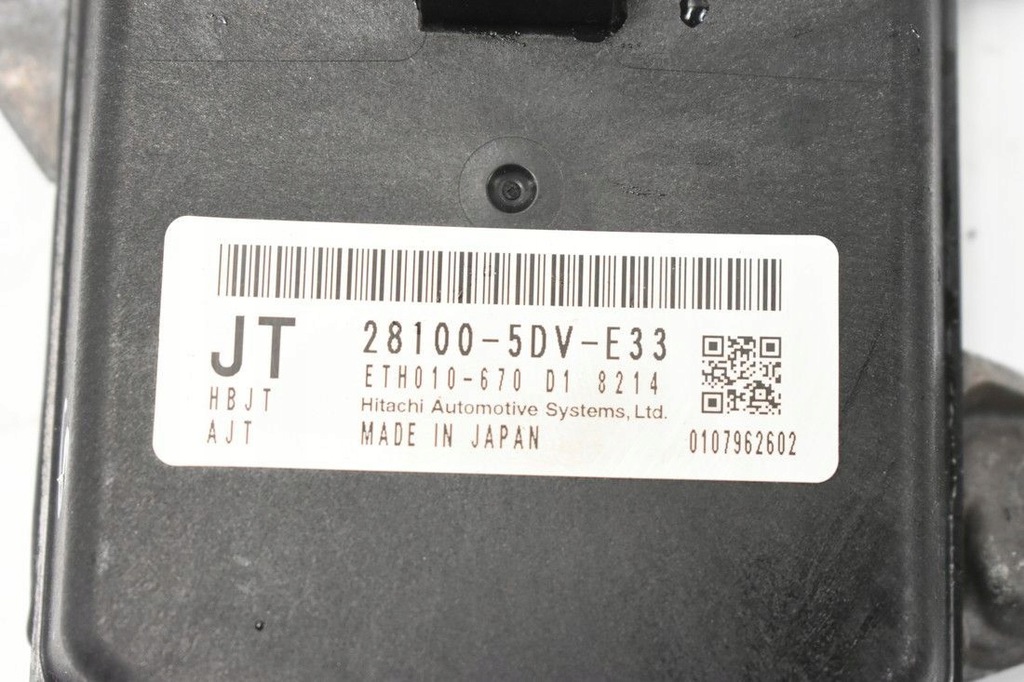 JT
28100-5DV-E33
ETH010-670 D1 8214
HBJT
Hitachi Automotive Systems, Ltd.
AJT
MADE IN JAPAN
0107962602